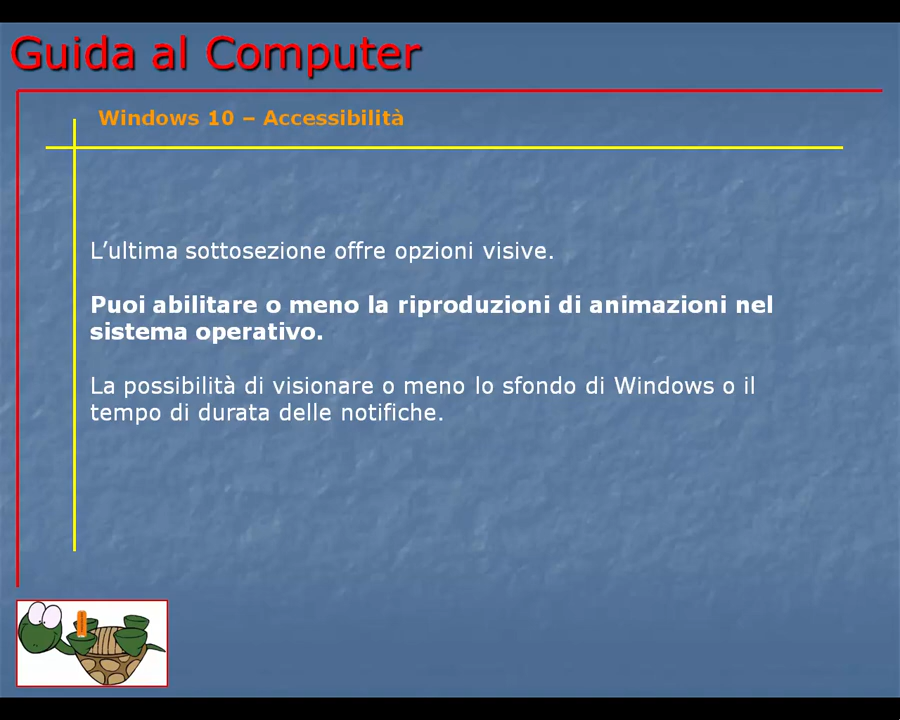 Guida al Computer
Windows 10 – Accessibilità
L’ultima sottosezione offre opzioni visive.
Puoi abilitare o meno la riproduzioni di animazioni nel
sistema operativo.
La possibilità di visionare o meno lo sfondo di Windows o il
tempo di durata delle notifiche.